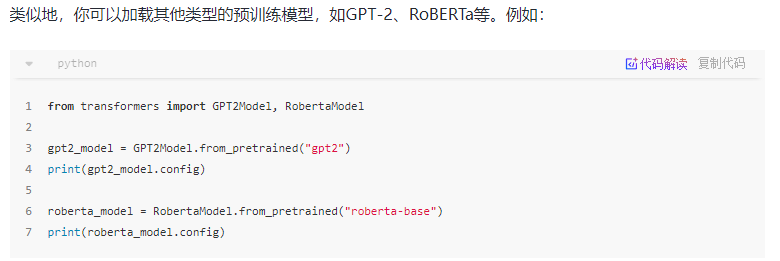 类似地，你可以加载其他类型的预训练模型，如GPT-2、RoBERTa等。例如：
python 代码解读 复制代码
1 from transformers import GPT2Model, RobertaModel
2
3 gpt2_model = GPT2Model.from_pretrained("gpt2")
4 print(gpt2_model.config)
5
6 roberta_model = RobertaModel.from_pretrained("roberta-base")
7 print(roberta_model.config)